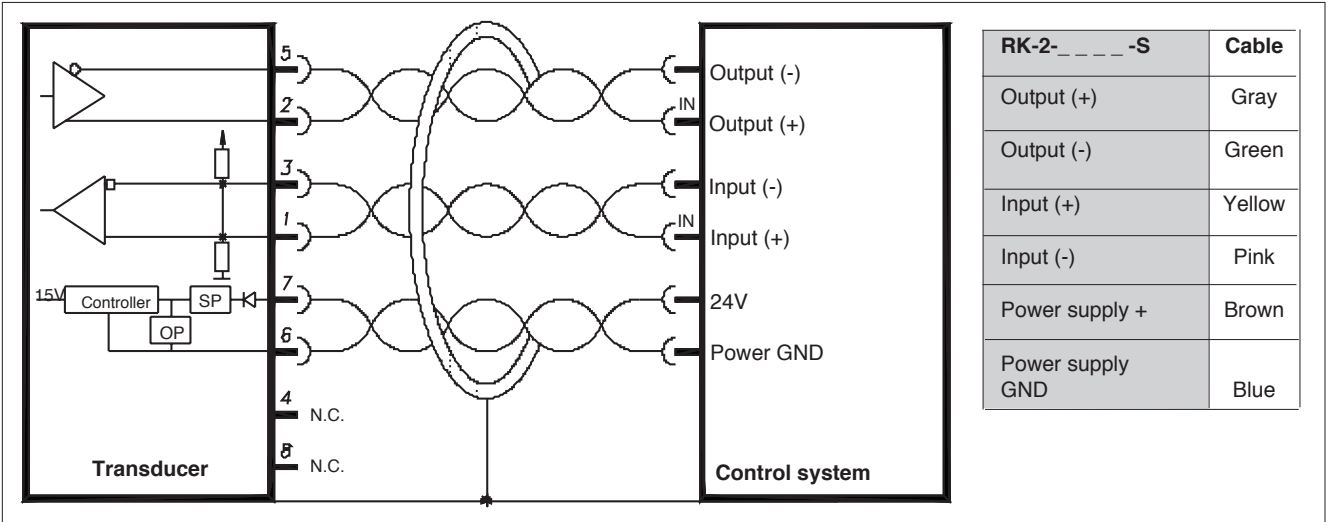 5
2
3
1
7
6
4 N.C.
N.C.
15V
Controller
SP
OP
Transducer
Output (-)
IN
Output (+)
Input (-)
IN
Input (+)
24V
Power GND
Control system
RK-2-_ _ _ _ -S Cable
Output (+) Gray
Output (-) Green
Input (+) Yellow
Input (-) Pink
Power supply + Brown
Power supply
GND Blue